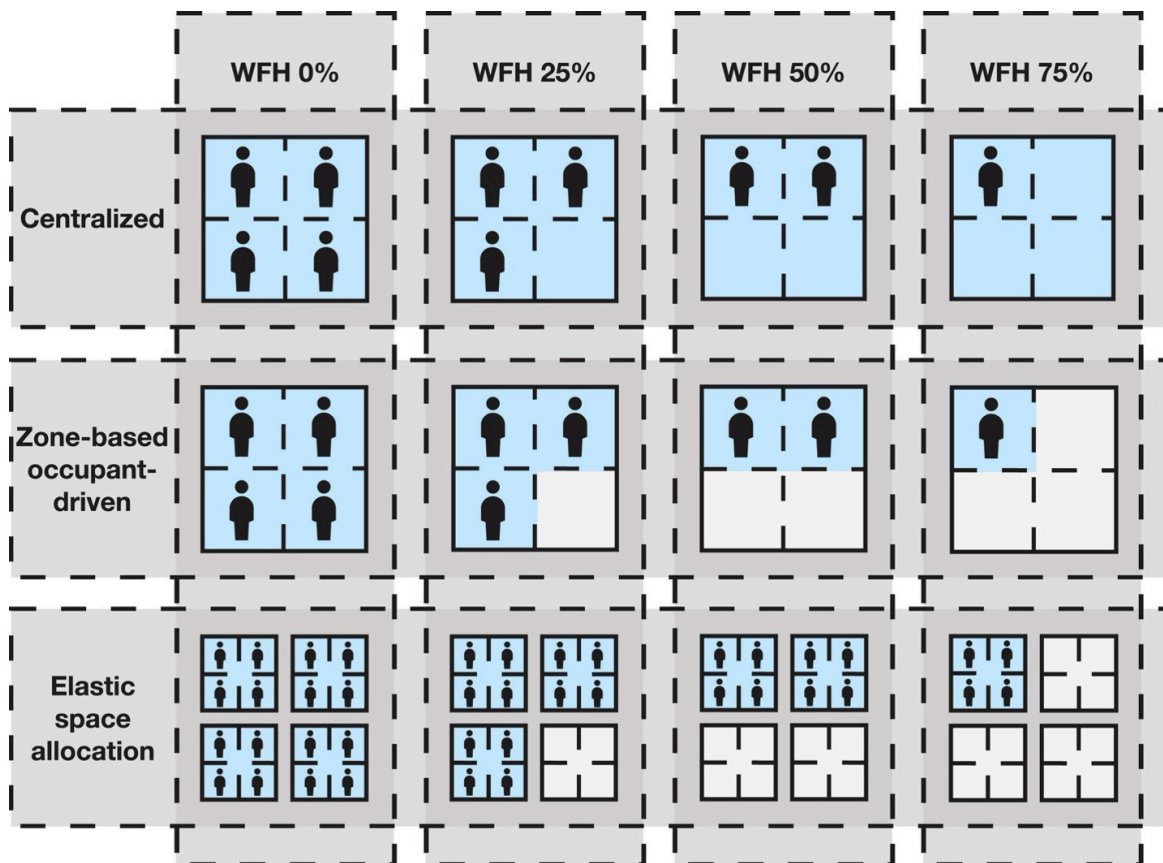 WFH 0%
WFH 25%
WFH 50%
WFH 75%
Centralized
Zone-based
occupant-
driven
Elastic
space
allocation